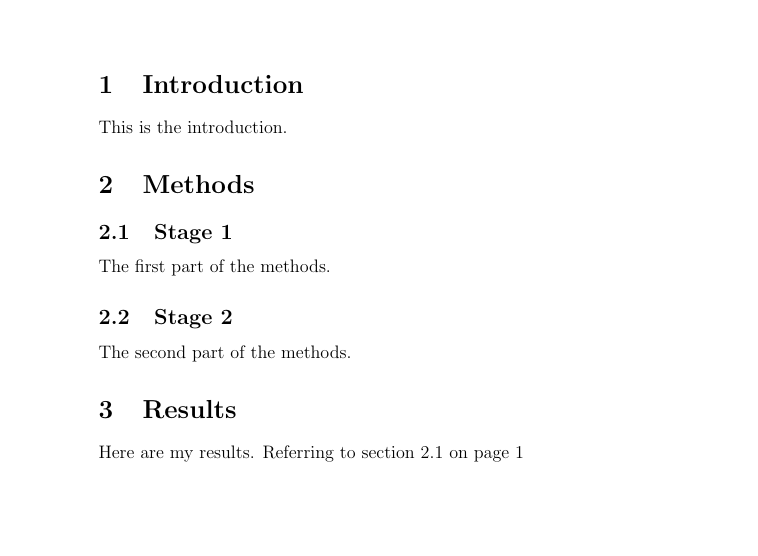 1 Introduction
This is the introduction.
2 Methods
2.1 Stage 1
The first part of the methods.
2.2 Stage 2
The second part of the methods.
3 Results
Here are my results. Referring to section 2.1 on page 1